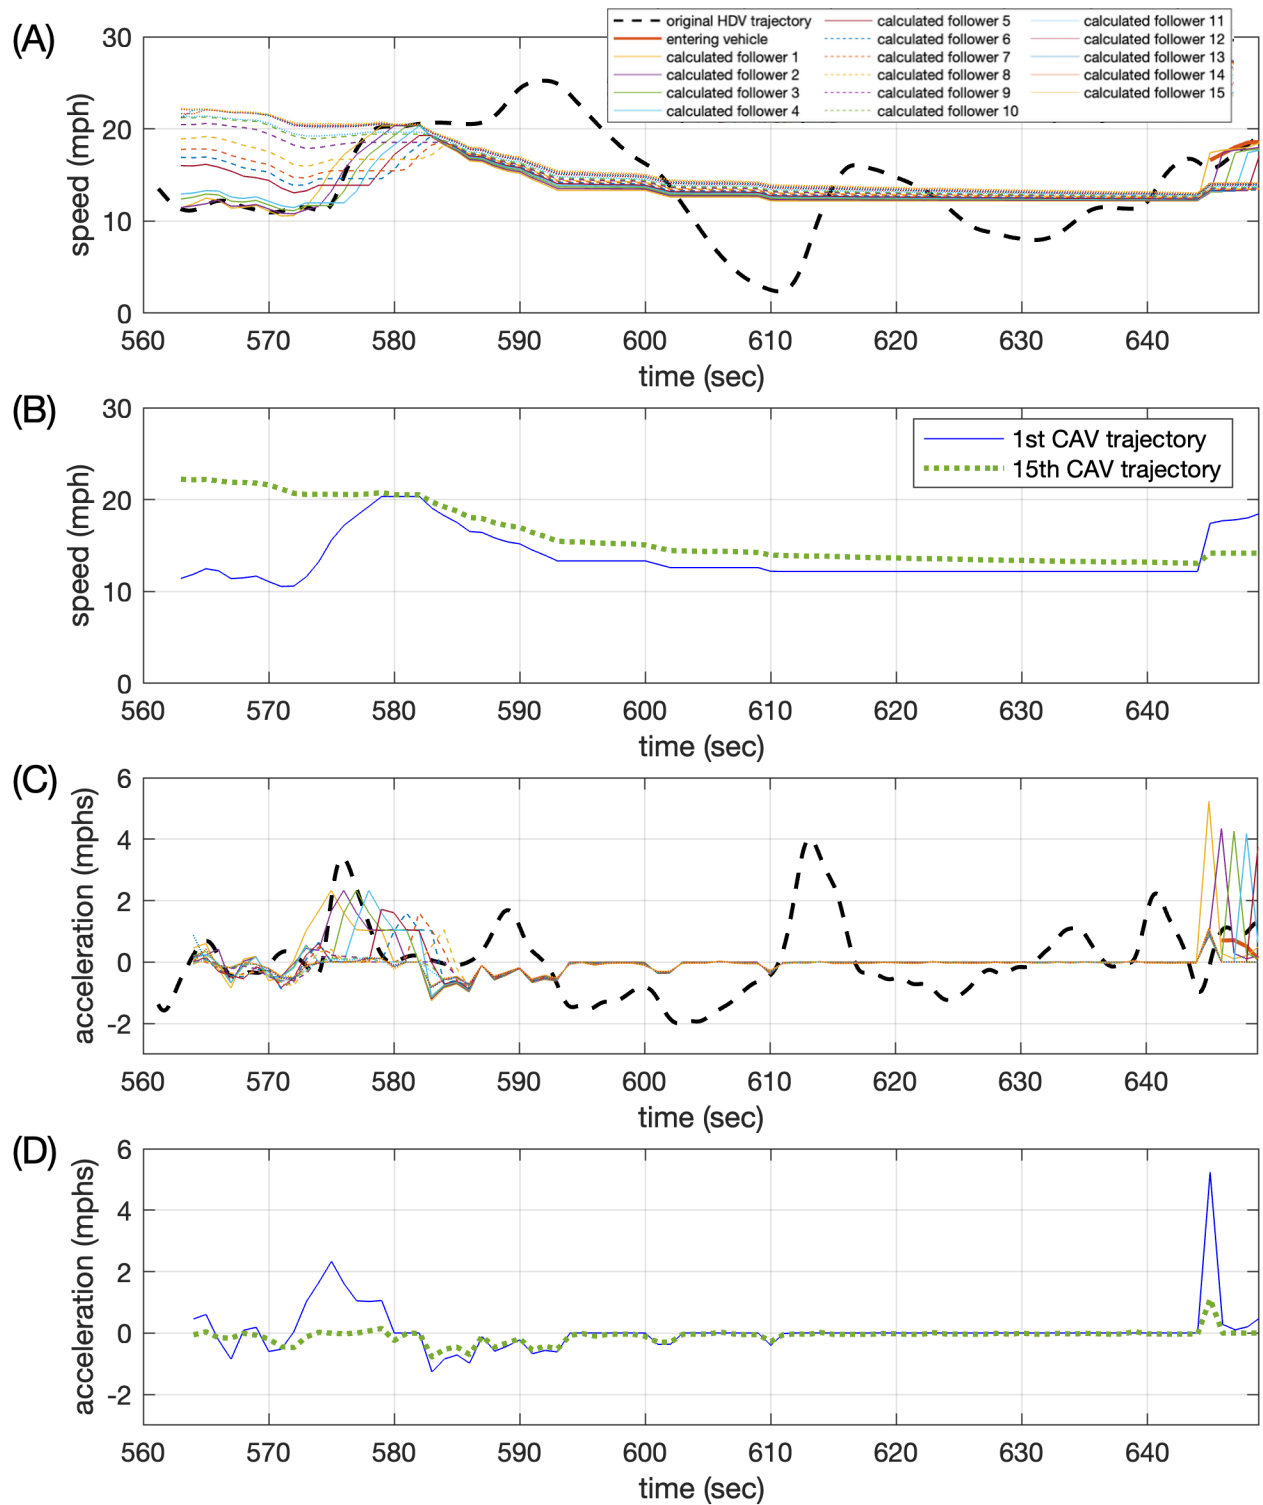 (A)
original HDV trajectory
entering vehicle
calculated follower 1
calculated follower 2
calculated follower 3
calculated follower 4
calculated follower 5
calculated follower 6
calculated follower 7
calculated follower 8
calculated follower 9
calculated follower 10
calculated follower 11
calculated follower 12
calculated follower 13
calculated follower 14
calculated follower 15
speed (mph)
30
20
10
0
560 570 580 590 600 610 620 630 640
time (sec)
(B)
1st CAV trajectory
15th CAV trajectory
speed (mph)
30
20
10
0
560 570 580 590 600 610 620 630 640
time (sec)
(C)
acceleration (mphs)
6
4
2
0
-2
560 570 580 590 600 610 620 630 640
time (sec)
(D)
acceleration (mphs)
6
4
2
0
-2
560 570 580 590 600 610 620 630 640
time (sec)